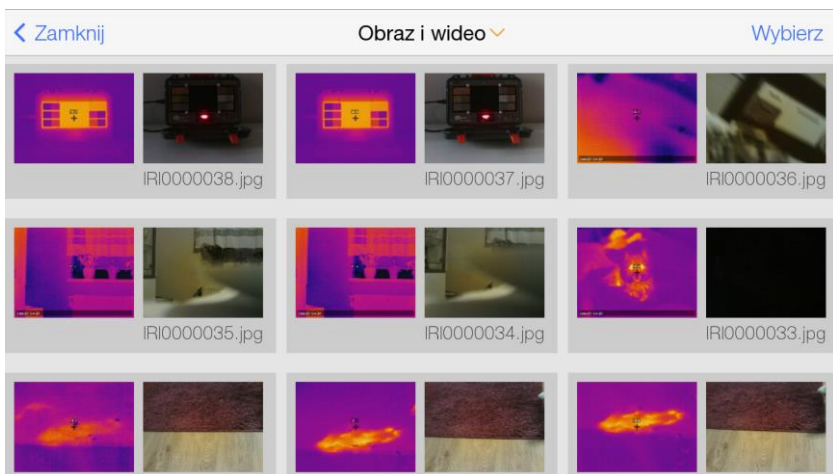 Zamknij
Obraz i wideo
Wybierz
IRI0000038.jpg
IRI0000037.jpg
IRI0000036.jpg
IRI0000035.jpg
IRI0000034.jpg
IRI0000033.jpg